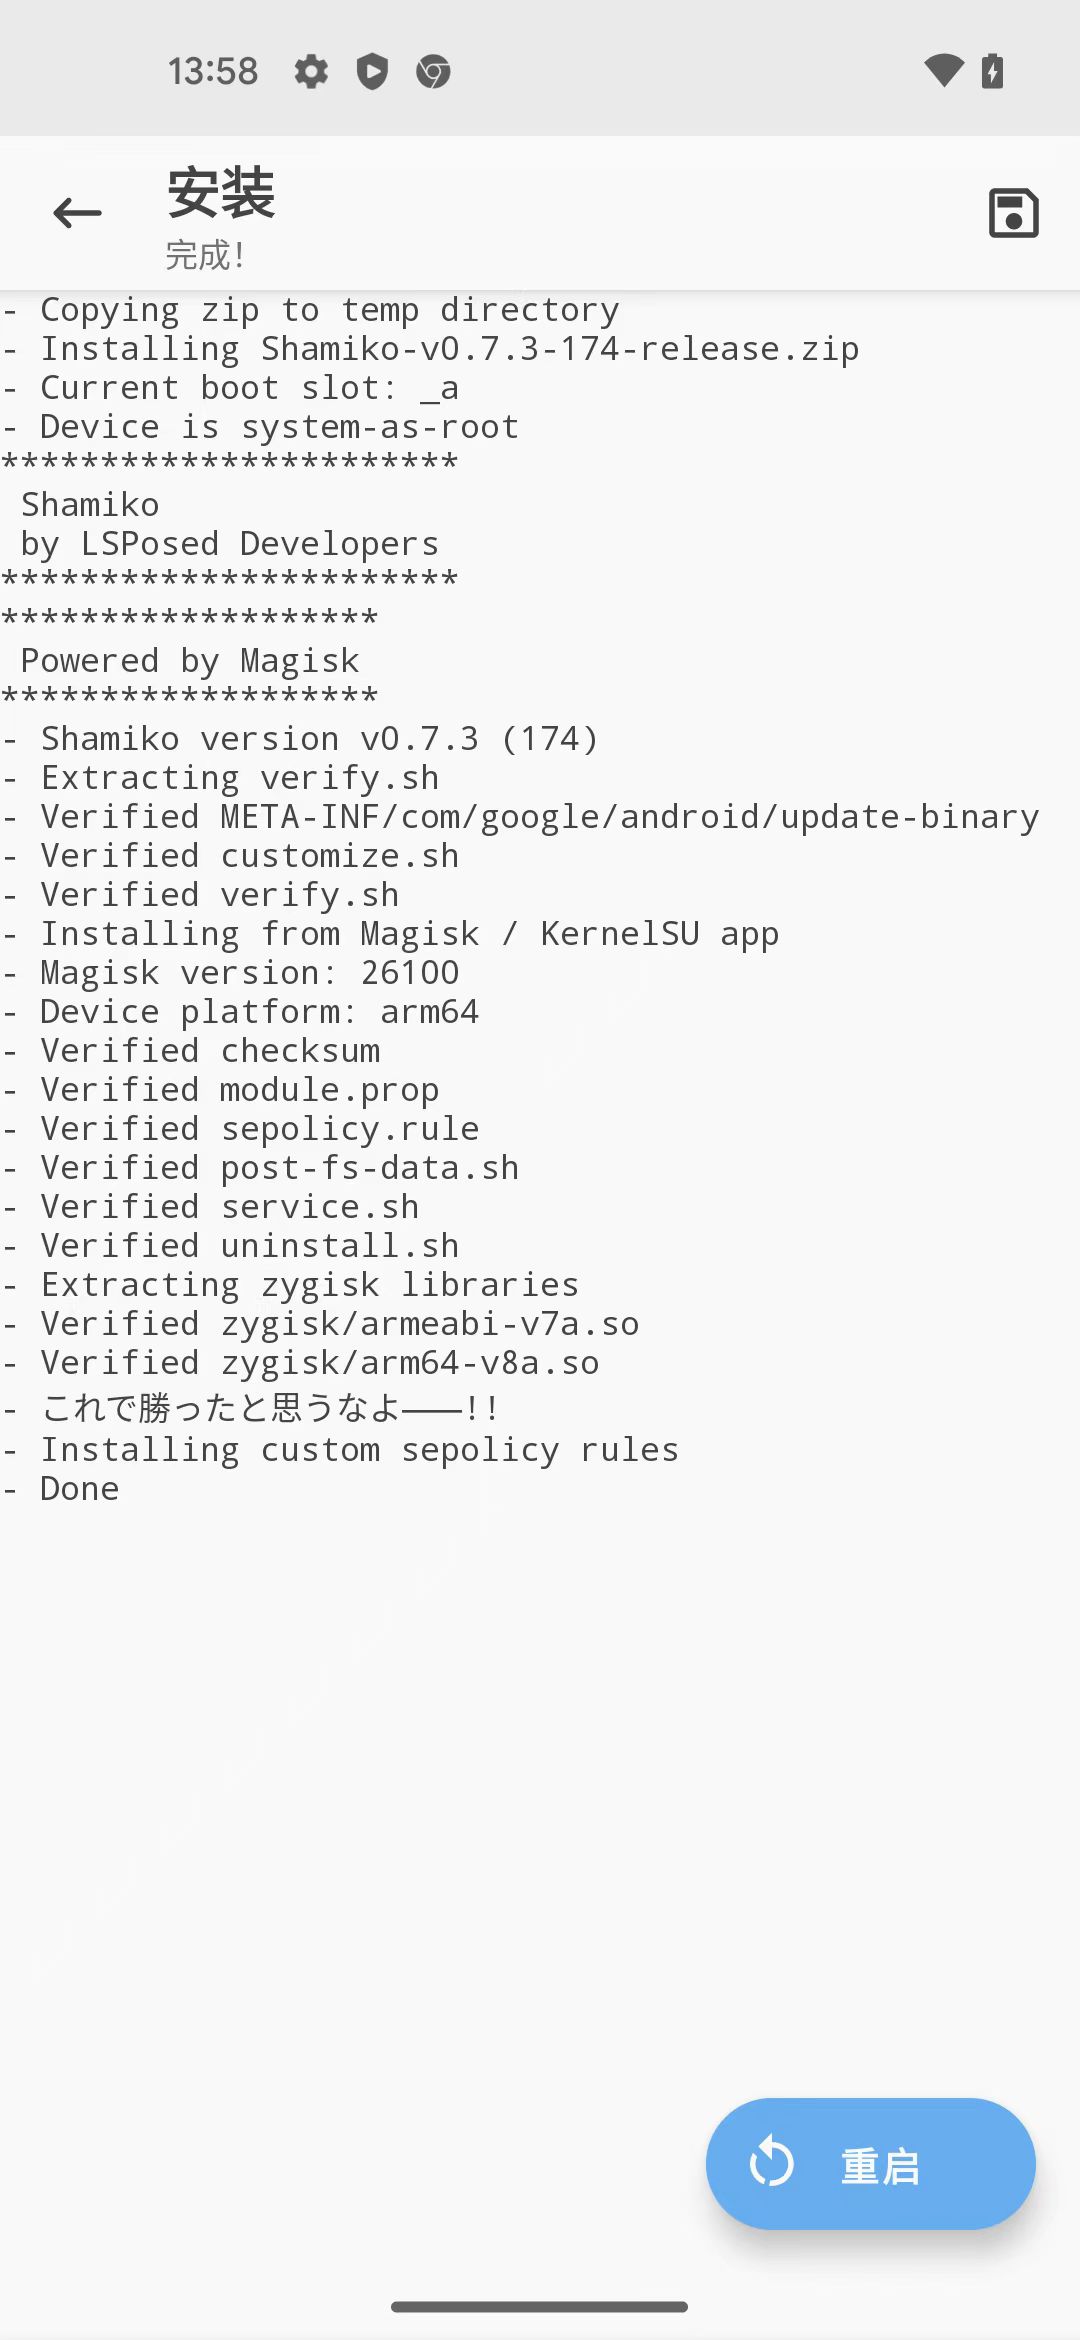 13:58
安装
完成！
- Copying zip to temp directory
- Installing Shamiko-v0.7.3-174-release.zip
- Current boot slot: _a
- Device is system-as-root
***********************
 Shamiko
 by LSPosed Developers
***********************
*******************
 Powered by Magisk
*******************
- Shamiko version v0.7.3 (174)
- Extracting verify.sh
- Verified META-INF/com/google/android/update-binary
- Verified customize.sh
- Verified verify.sh
- Installing from Magisk / KernelSU app
- Magisk version: 26100
- Device platform: arm64
- Verified checksum
- Verified module.prop
- Verified sepolicy.rule
- Verified post-fs-data.sh
- Verified service.sh
- Verified uninstall.sh
- Extracting zygisk libraries
- Verified zygisk/armeabi-v7a.so
- Verified zygisk/arm64-v8a.so
- これで勝ったと思うなよ―――!!
- Installing custom sepolicy rules
- Done
重启